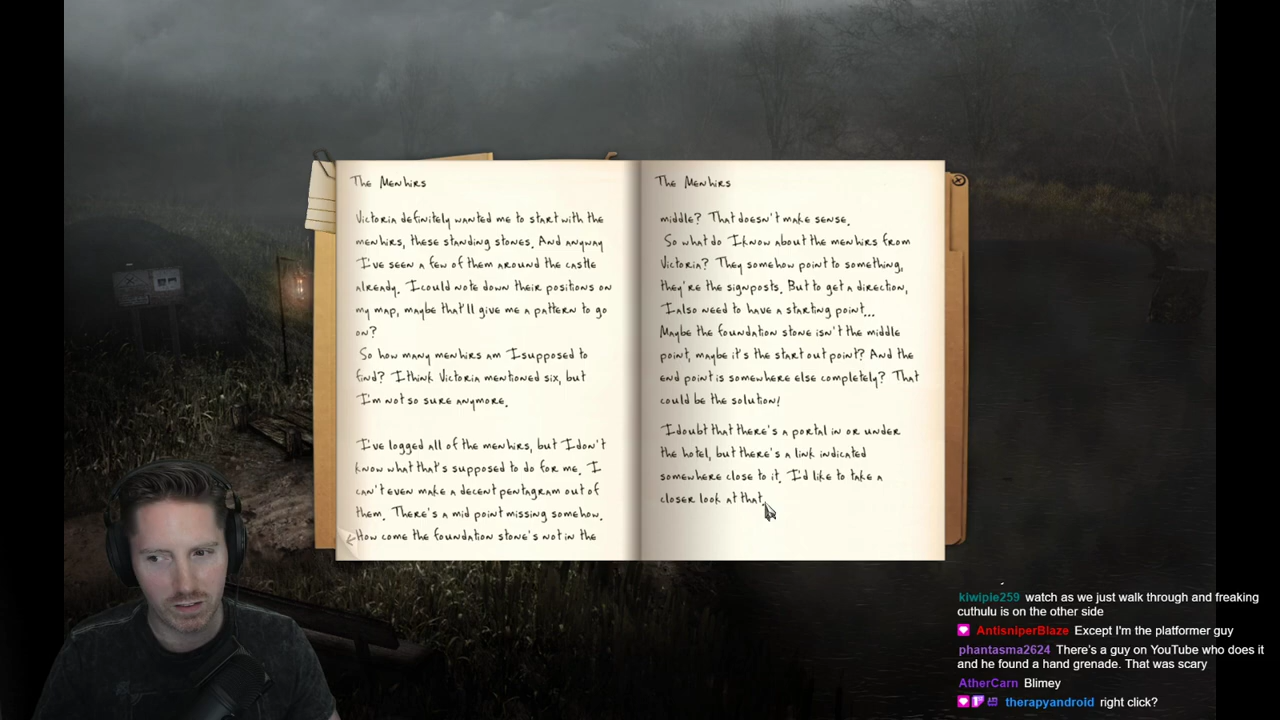 The Menhirs
Victoria definitely wanted me to start with the
menhirs, these standing stones. And anyway
I've seen a few of them around the castle
already. I could note down their positions on
my map, maybe that'll give me a pattern to go
on?
So how many menhirs am I supposed to
find? I think Victoria mentioned six, but
I'm not so sure anymore.
I've logged all of the menhirs, but I don't
know what that's supposed to do for me. I
can't even make a decent pentagram out of
them. There's a mid point missing somehow.
How come the foundation stone's not in the
The Menhirs
middle? That doesn't make sense.
So what do I know about the menhirs from
Victoria? They somehow point to something,
they're the signposts. But to get a direction,
I also need to have a starting point...
Maybe the foundation stone isn't the middle
point, maybe it's the start out point? And the
end point is somewhere else completely? That
could be the solution!
I doubt that there's a portal in or under
the hotel, but there's a link indicated
somewhere close to it. I'd like to take a
closer look at that.
kiwipie259 watch as we just walk through and freaking
cuthulu is on the other side
AntisniperBlaze Except I'm the platformer guy
phantasma2624 There's a guy on YouTube who does it
and he found a hand grenade. That was scary
AtherCarn Blimey
therapyandroid right click?